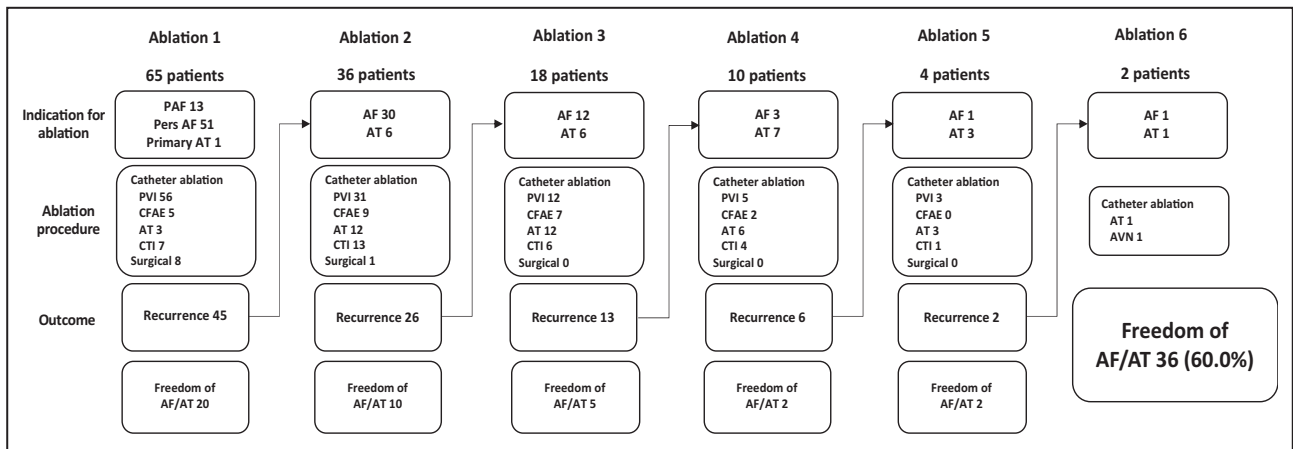 Ablation 1
65 patients
Ablation 2
36 patients
Ablation 3
18 patients
Ablation 4
10 patients
Ablation 5
4 patients
Ablation 6
2 patients
Indication for
ablation
PAF 13
Pers AF 51
Primary AT 1
AF 30
AT 6
AF 12
AT 6
AF 3
AT 7
AF 1
AT 3
AF 1
AT 1
Ablation
procedure
Catheter ablation
PVI 56
CFAE 5
AT 3
CTI 7
Surgical 8
Catheter ablation
PVI 31
CFAE 9
AT 12
CTI 13
Surgical 1
Catheter ablation
PVI 12
CFAE 7
AT 12
CTI 6
Surgical 0
Catheter ablation
PVI 5
CFAE 2
AT 6
CTI 4
Surgical 0
Catheter ablation
PVI 3
CFAE 0
AT 3
CTI 1
Surgical 0
Catheter ablation
AT 1
AVN 1
Outcome
Recurrence 45
Recurrence 26
Recurrence 13
Recurrence 6
Recurrence 2
Freedom of
AF/AT 36 (60.0%)
Freedom of
AF/AT 20
Freedom of
AF/AT 10
Freedom of
AF/AT 5
Freedom of
AF/AT 2
Freedom of
AF/AT 2